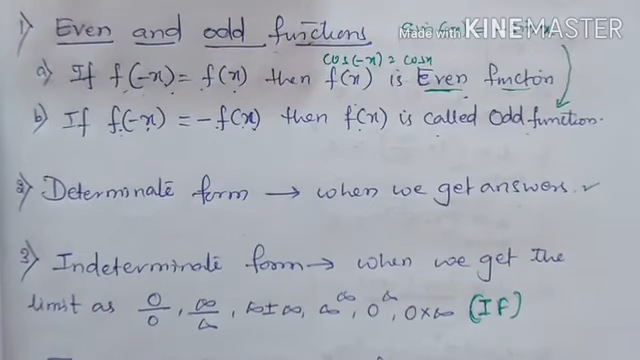 Made with KINEMASTER
1) Even and odd functions
cos(-x) = cosx
a) If f(-x) = f(x) then f(x) is Even function
b) If f(-x) = -f(x) then f(x) is called Odd function.
2) Determinate form → when we get answers. ✓
3) Indeterminate form → when we get the
limit as 0/0, ∞/∞, ∞±∞, ∞^∞, 0^∞, 0×∞ (IF)